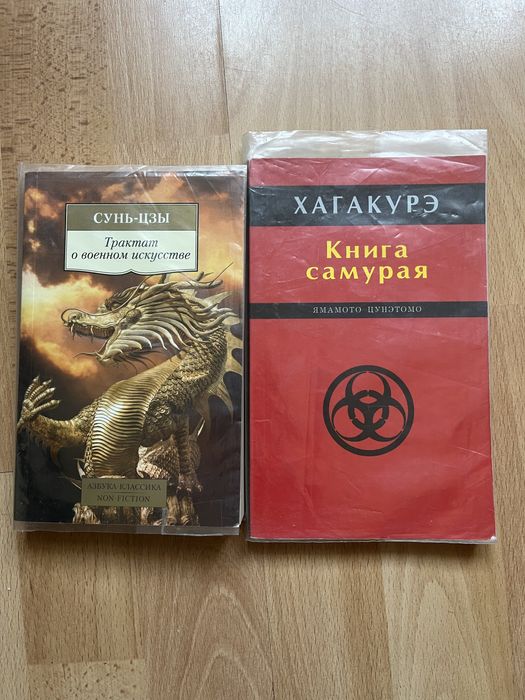 СУНЬ-ЦЗЫ
Трактат
о военном искусстве
АЗБУКА-КЛАССИКА
NON-FICTION
ХАГАКУРЭ
Книга
самурая
ЯМАМОТО ЦУНЭТОМО